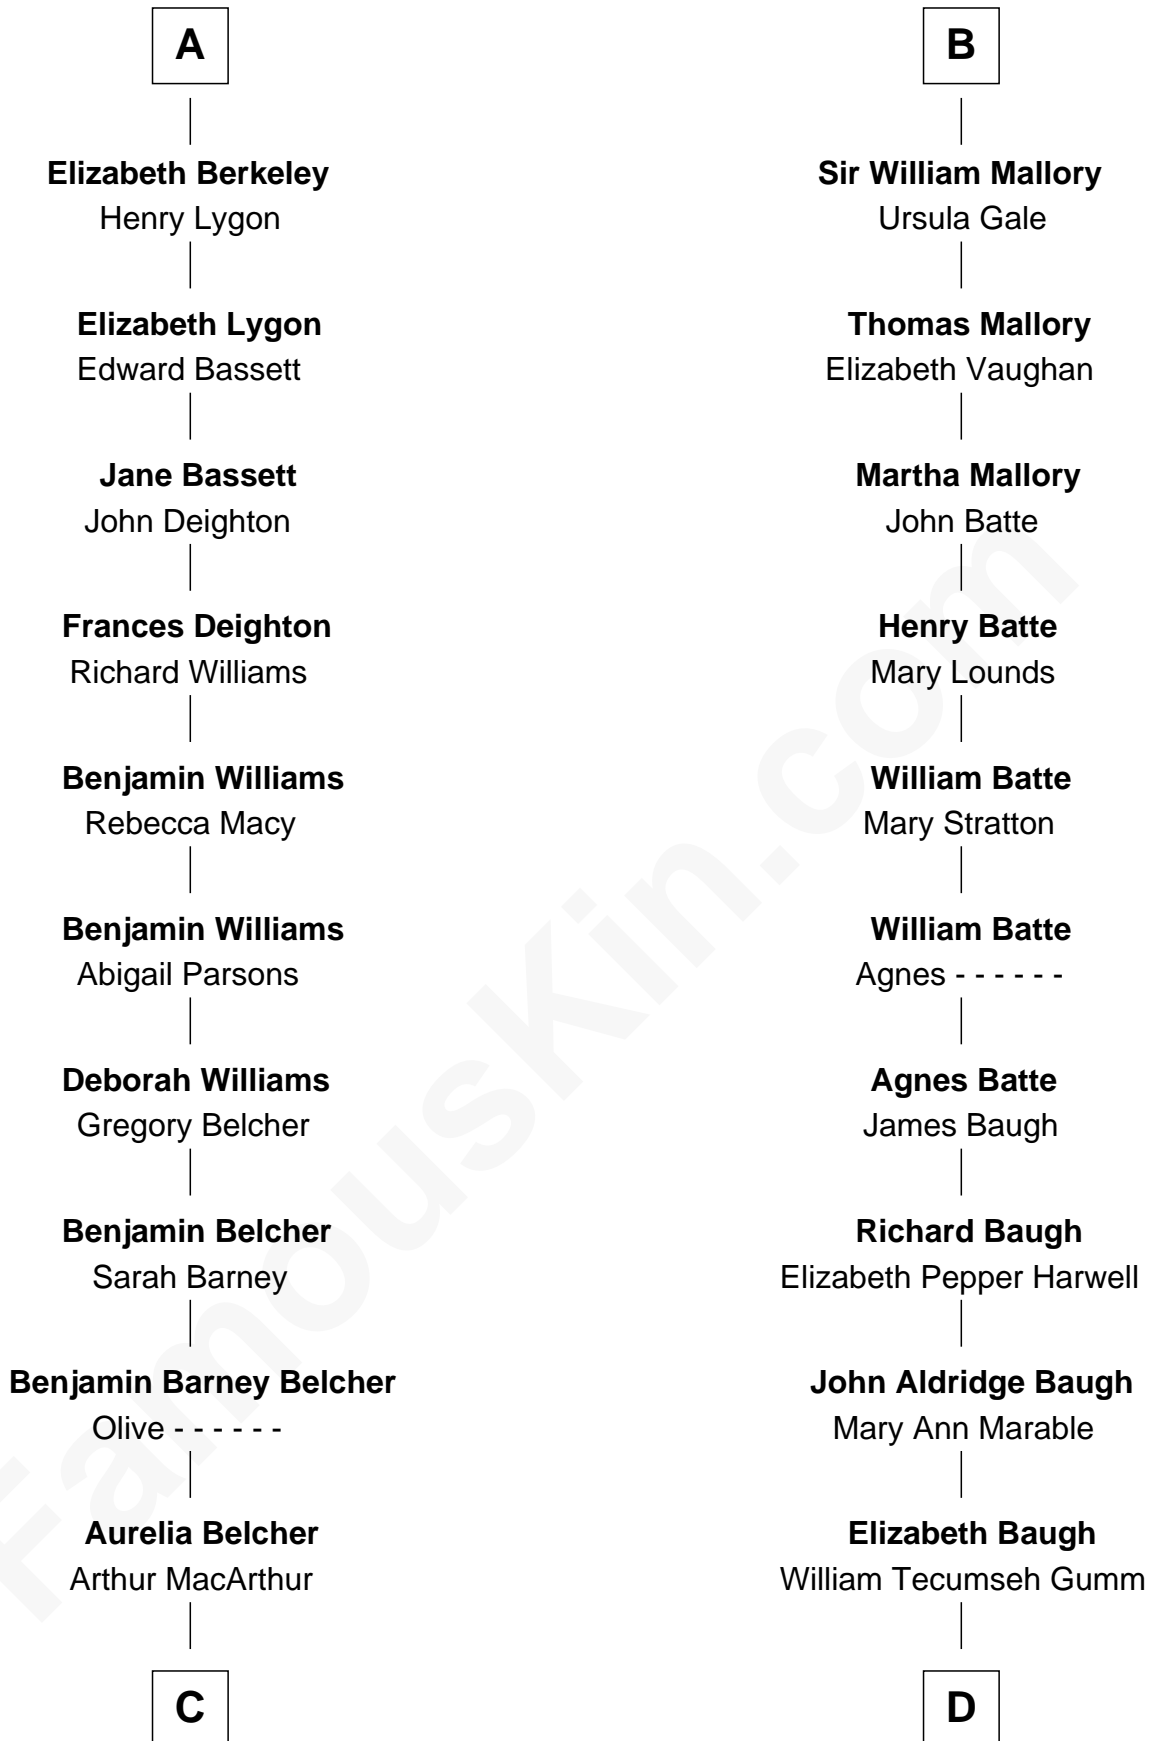 A
Elizabeth Berkeley
Henry Lygon
Elizabeth Lygon
Edward Bassett
Jane Bassett
John Deighton
Frances Deighton
Richard Williams
Benjamin Williams
Rebecca Macy
Benjamin Williams
Abigail Parsons
Deborah Williams
Gregory Belcher
Benjamin Belcher
Sarah Barney
Benjamin Barney Belcher
Olive - - - - - -
Aurelia Belcher
Arthur MacArthur
C
B
Sir William Mallory
Ursula Gale
Thomas Mallory
Elizabeth Vaughan
Martha Mallory
John Batte
Henry Batte
Mary Lounds
William Batte
Mary Stratton
William Batte
Agnes - - - - - -
Agnes Batte
James Baugh
Richard Baugh
Elizabeth Pepper Harwell
John Aldridge Baugh
Mary Ann Marable
Elizabeth Baugh
William Tecumseh Gumm
D
FamousKin.com